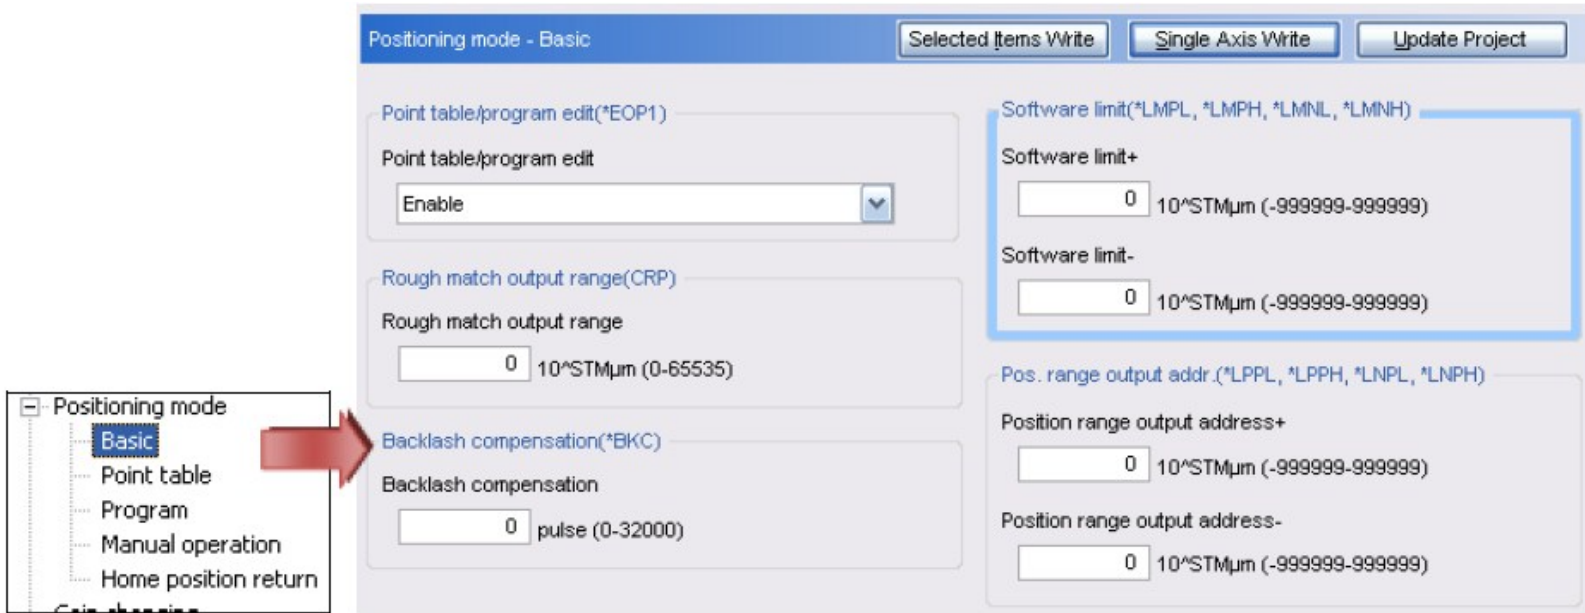 Positioning mode
Basic
Point table
Program
Manual operation
Home position return
Positioning mode - Basic
Selected Items Write
Single Axis Write
Update Project
Point table/program edit(*EOP1)
Point table/program edit
Enable
Rough match output range(CRP)
Rough match output range
0 10^STMµm (0-65535)
Backlash compensation(*BKC)
Backlash compensation
0 pulse (0-32000)
Software limit(*LMPL, *LMPH, *LMNL, *LMNH)
Software limit+
0 10^STMµm (-999999-999999)
Software limit-
0 10^STMµm (-999999-999999)
Pos. range output addr.(*LPPL, *LPPH, *LNPL, *LNPH)
Position range output address+
0 10^STMµm (-999999-999999)
Position range output address-
0 10^STMµm (-999999-999999)